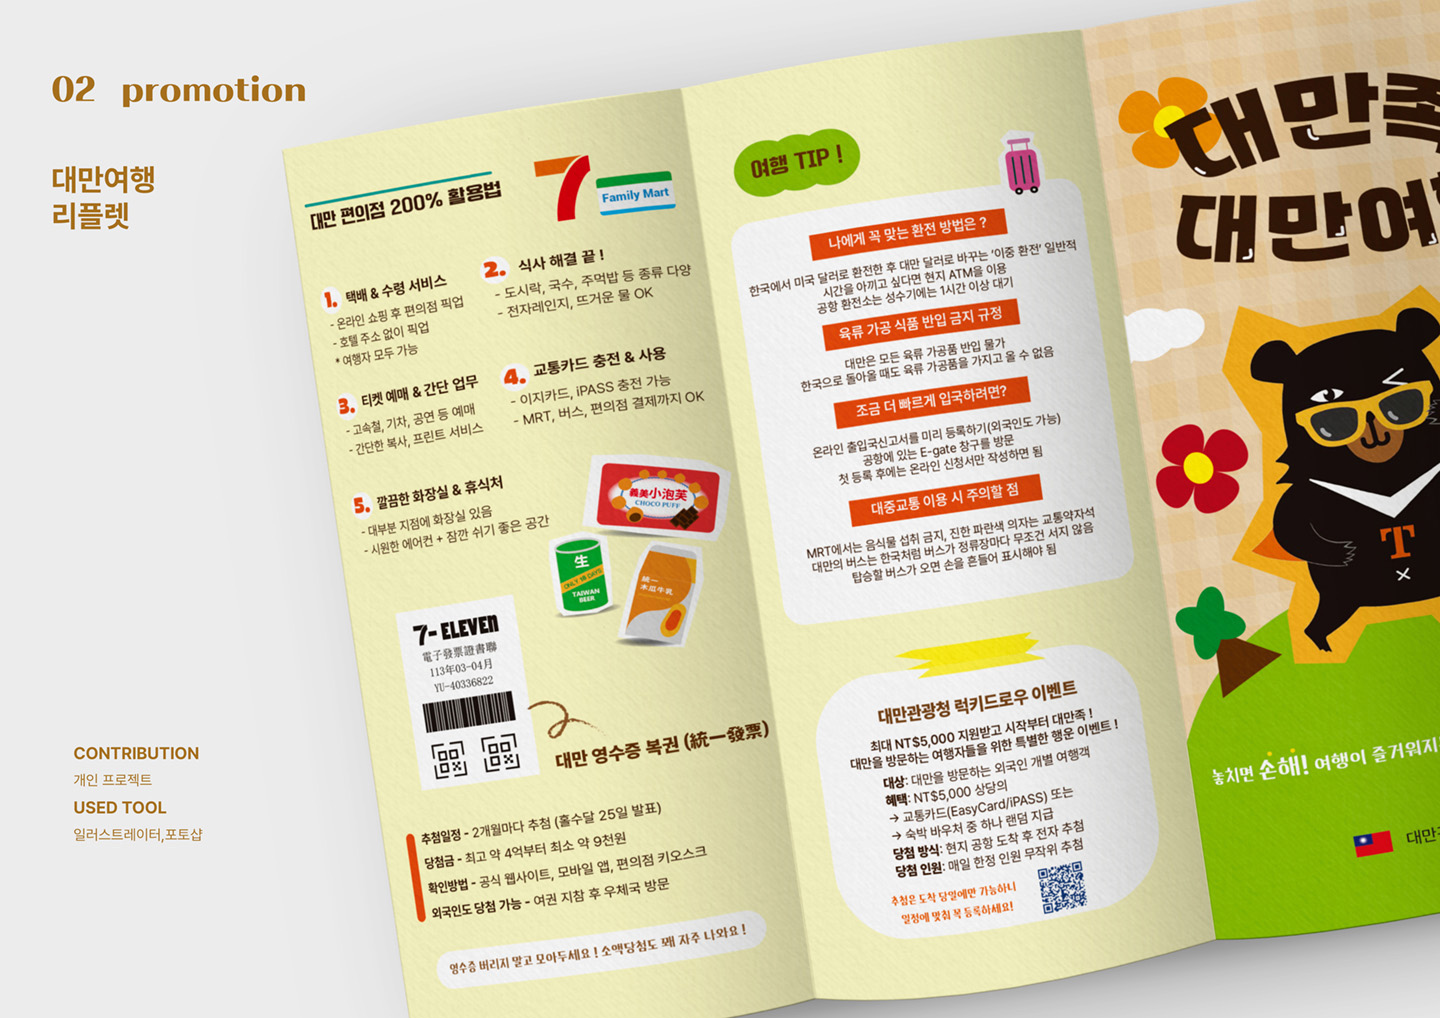 02 promotion
대만여행
리플렛
CONTRIBUTION
개인 프로젝트
USED TOOL
일러스트레이터,포토샵
대만 편의점 200% 활용법
7
Family Mart
1. 택배 & 수령 서비스
- 온라인 쇼핑 후 편의점 픽업
- 호텔 주소 없이 픽업
* 여행자 모두 가능
2. 식사 해결 끝 !
- 도시락, 국수, 주먹밥 등 종류 다양
- 전자레인지, 뜨거운 물 OK
3. 티켓 예매 & 간단 업무
- 고속철, 기차, 공연 등 예매
- 간단한 복사, 프린트 서비스
4. 교통카드 충전 & 사용
- 이지카드, iPASS 충전 가능
- MRT, 버스, 편의점 결제까지 OK
5. 깔끔한 화장실 & 휴식처
- 대부분 지점에 화장실 있음
- 시원한 에어컨 + 잠깐 쉬기 좋은 공간
義美小泡芙
CHOCO PUFF
生
ONLY 18 DAYS
TAIWAN
BEER
統一
木瓜牛乳
7-ELEVEn
電子發票證明聯
113年03-04月
YU-40336822
대만 영수증 복권 (統一發票)
추첨일정 - 2개월마다 추첨 (홀수달 25일 발표)
당첨금 - 최고 약 4억부터 최소 약 9천원
확인방법 - 공식 웹사이트, 모바일 앱, 편의점 키오스크
외국인도 당첨 가능 - 여권 지참 후 우체국 방문
영수증 버리지 말고 모아두세요 ! 소액당첨도 꽤 자주 나와요 !
여행 TIP !
나에게 꼭 맞는 환전 방법은 ?
한국에서 미국 달러로 환전한 후 대만 달러로 바꾸는 '이중 환전' 일반적
시간을 아끼고 싶다면 현지 ATM을 이용
공항 환전소는 성수기에는 1시간 이상 대기
육류 가공 식품 반입 금지 규정
대만은 모든 육류 가공품 반입 불가
한국으로 돌아올 때도 육류 가공품을 가지고 올 수 없음
조금 더 빠르게 입국하려면?
온라인 출입국신고서를 미리 등록하기(외국인도 가능)
공항에 있는 E-gate 창구를 방문
첫 등록 후에는 온라인 신청서만 작성하면 됨
대중교통 이용 시 주의할 점
MRT에서는 음식물 섭취 금지, 진한 파란색 의자는 교통약자석
대만의 버스는 한국처럼 버스가 정류장마다 무조건 서지 않음
탑승할 버스가 오면 손을 흔들어 표시해야 됨
대만관광청 럭키드로우 이벤트
최대 NT$5,000 지원받고 시작부터 대만족 !
대만을 방문하는 여행자들을 위한 특별한 행운 이벤트 !
대상: 대만을 방문하는 외국인 개별 여행객
혜택: NT$5,000 상당의
→ 교통카드(EasyCard/iPASS) 또는
→ 숙박 바우처 중 하나 랜덤 지급
당첨 방식: 현지 공항 도착 후 전자 추첨
당첨 인원: 매일 한정 인원 무작위 추첨
추첨은 도착 당일에만 가능하니
일정에 맞춰 꼭 등록하세요!
대만족
대만여
T
놓치면 손해! 여행이 즐거워지